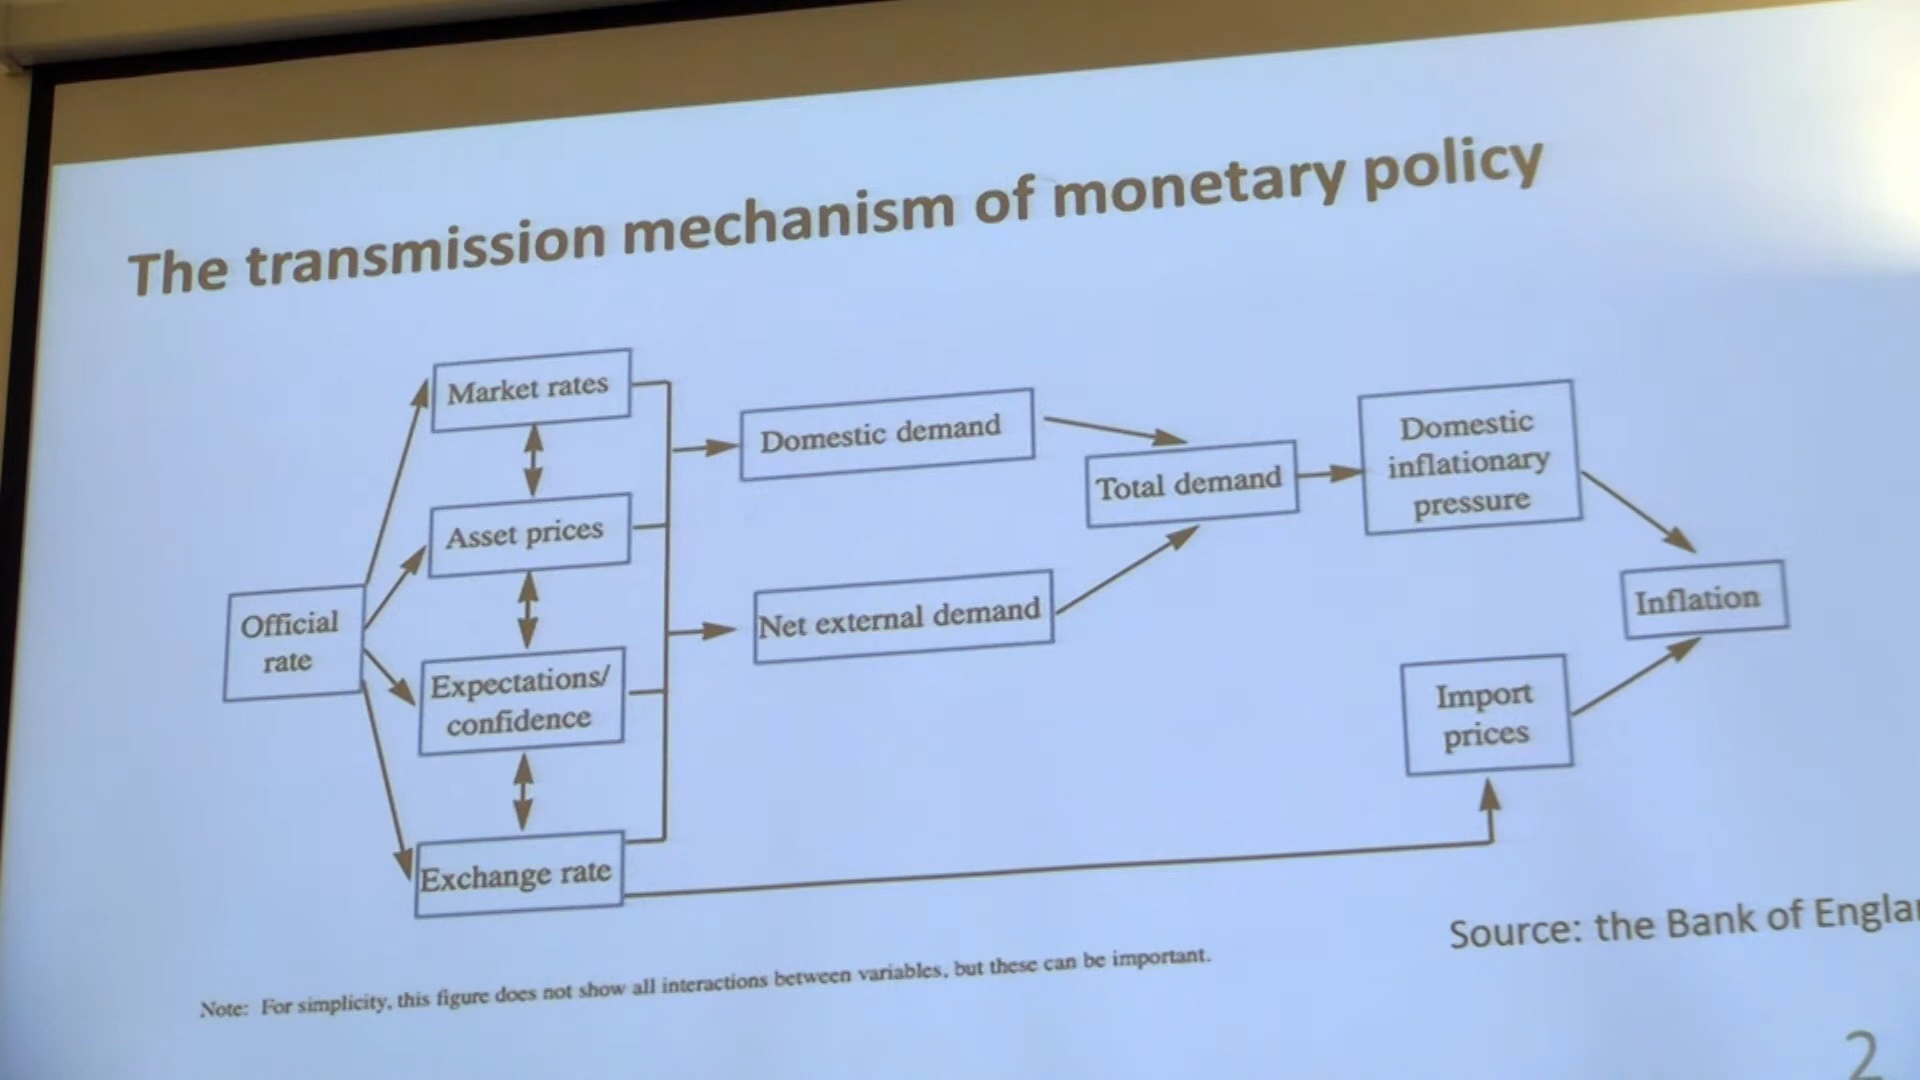 The transmission mechanism of monetary policy
Market rates
Asset prices
Official
rate
Expectations/
confidence
Exchange rate
Domestic demand
Net external demand
Total demand
Domestic
inflationary
pressure
Import
prices
Inflation
Source: the Bank of Englan
Note: For simplicity, this figure does not show all interactions between variables, but these can be important.
2